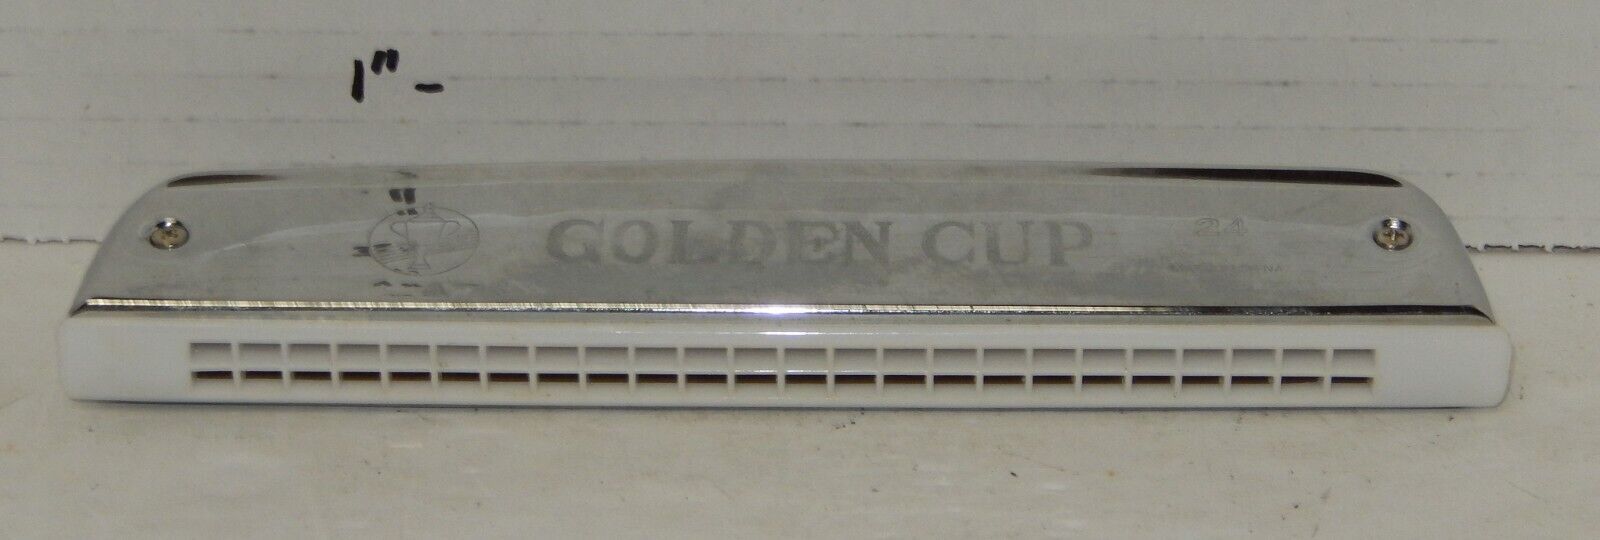 1"-
GOLDEN CUP 24